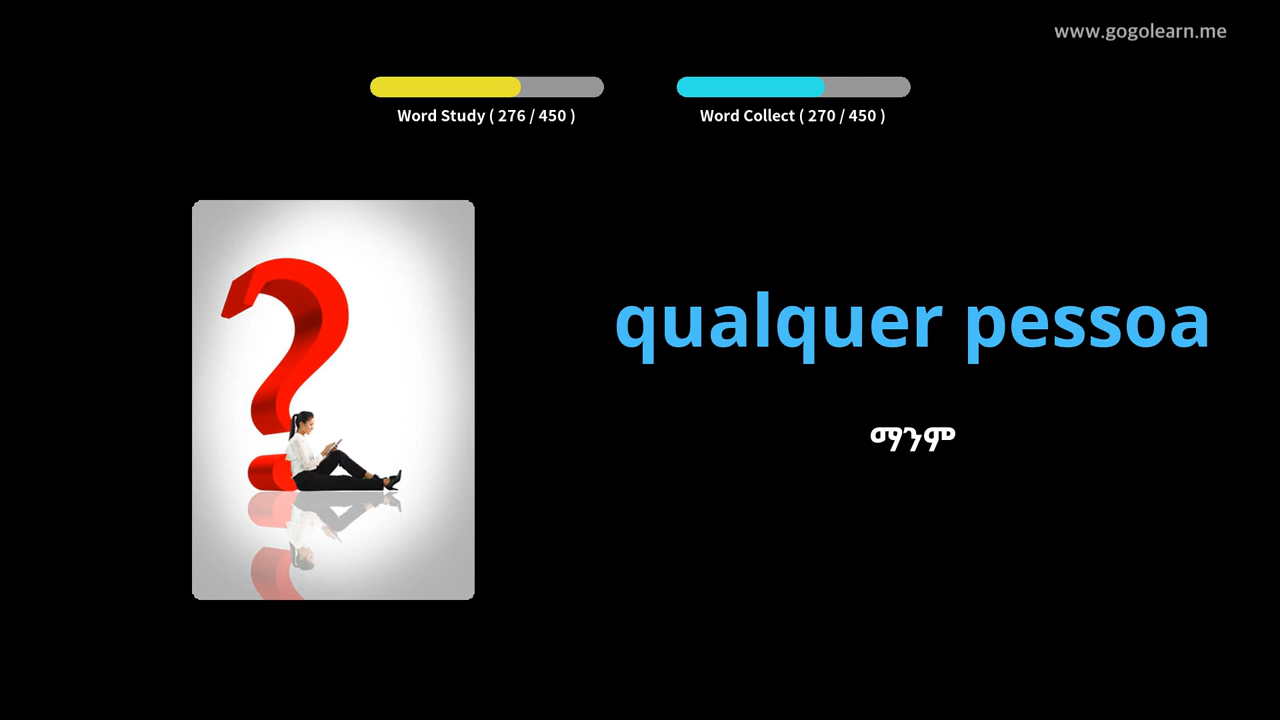 www.gogolearn.me
Word Study ( 276 / 450 )
Word Collect ( 270 / 450 )
qualquer pessoa
ማንም